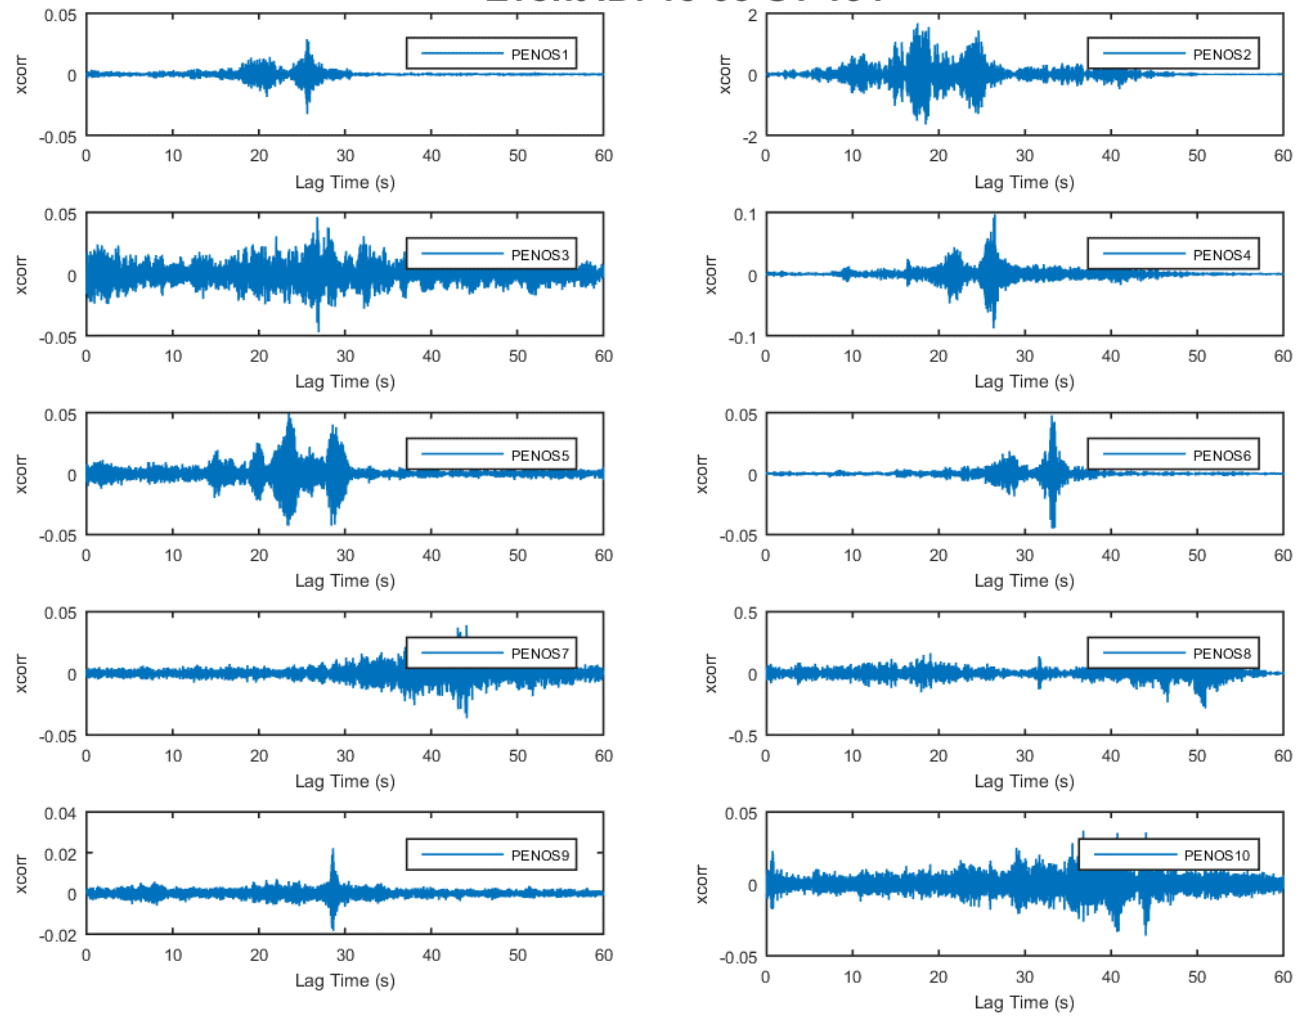 0.05
PENOS1
xcorr
0
-0.05
0 10 20 30 40 50 60
Lag Time (s)
2
PENOS2
xcorr
0
-2
0 10 20 30 40 50 60
Lag Time (s)
0.05
PENOS3
xcorr
0
-0.05
0 10 20 30 40 50 60
Lag Time (s)
0.1
PENOS4
xcorr
0
-0.1
0 10 20 30 40 50 60
Lag Time (s)
0.05
PENOS5
xcorr
0
-0.05
0 10 20 30 40 50 60
Lag Time (s)
0.05
PENOS6
xcorr
0
-0.05
0 10 20 30 40 50 60
Lag Time (s)
0.05
PENOS7
xcorr
0
-0.05
0 10 20 30 40 50 60
Lag Time (s)
0.5
PENOS8
xcorr
0
-0.5
0 10 20 30 40 50 60
Lag Time (s)
0.04
0.02
PENOS9
xcorr
0
-0.02
0 10 20 30 40 50 60
Lag Time (s)
0.05
PENOS10
xcorr
0
-0.05
0 10 20 30 40 50 60
Lag Time (s)